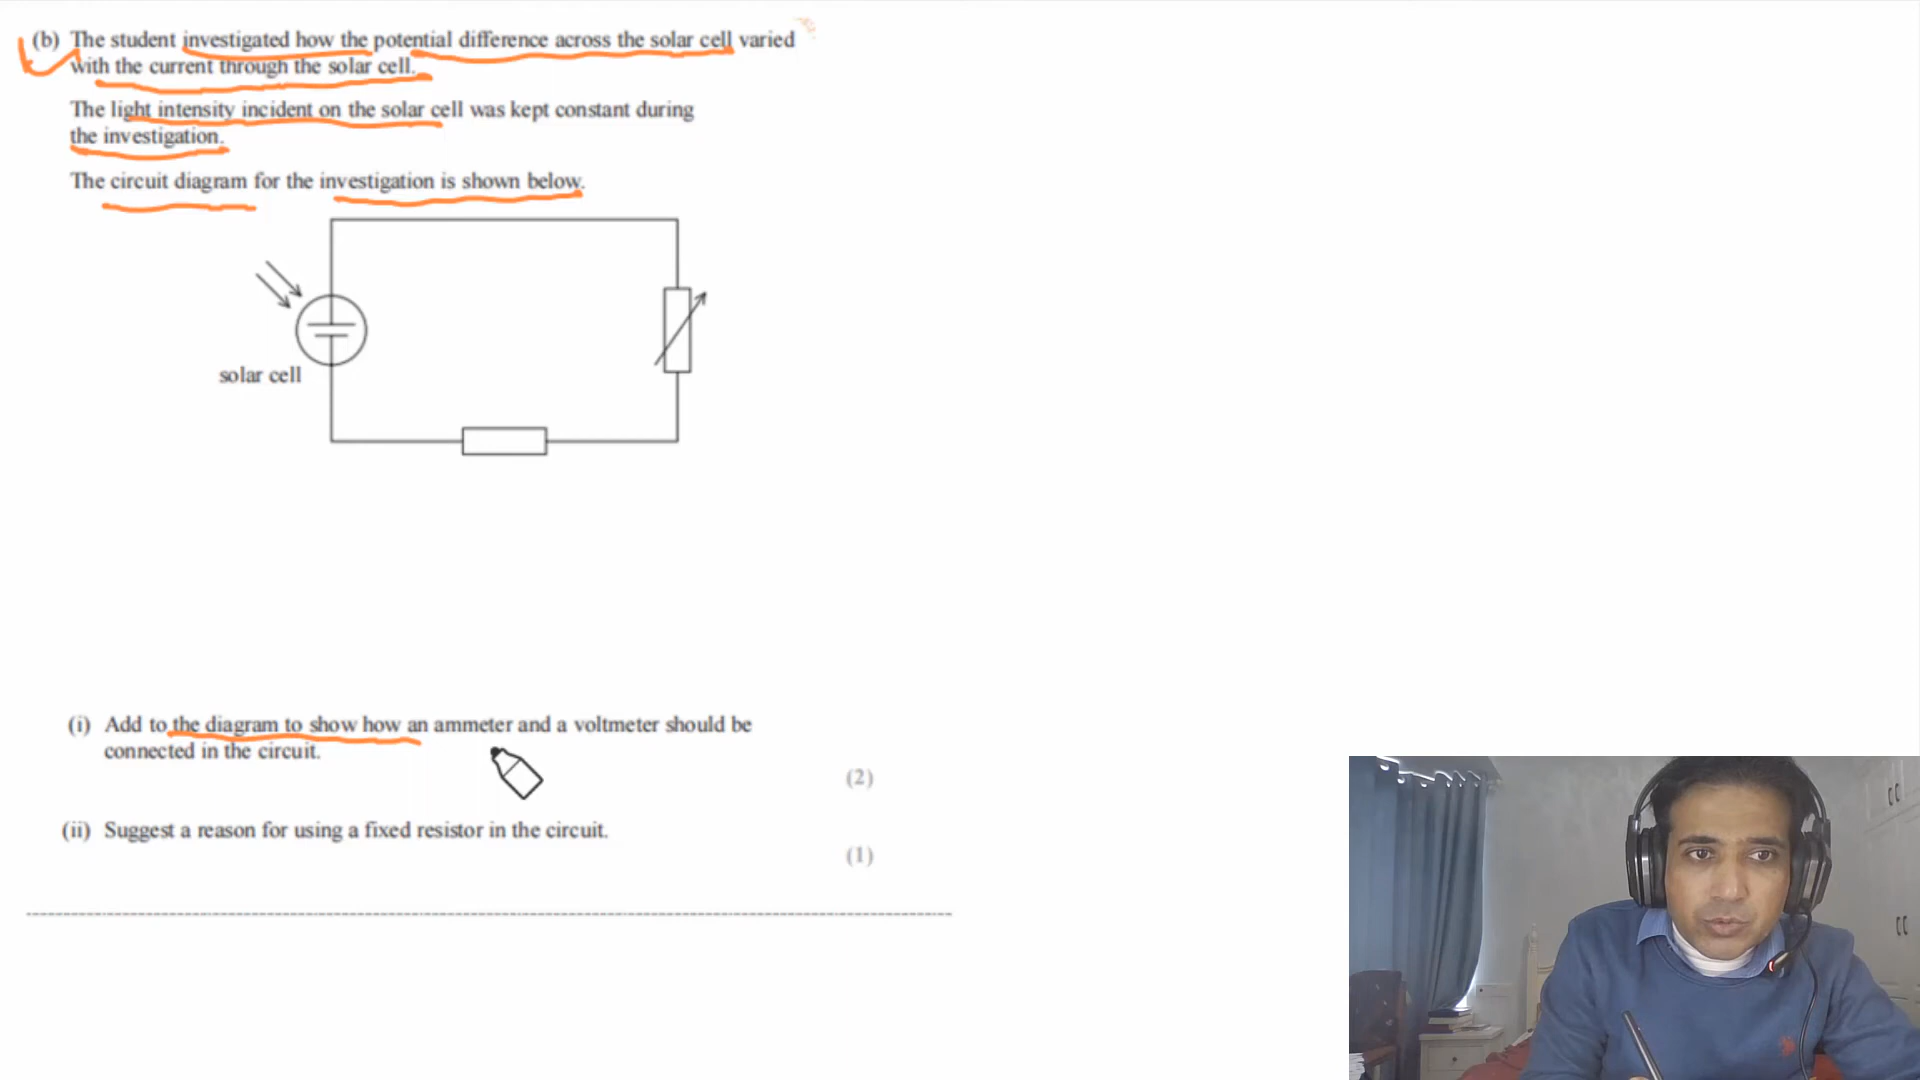 (b) The student investigated how the potential difference across the solar cell varied
with the current through the solar cell.
The light intensity incident on the solar cell was kept constant during
the investigation.
The circuit diagram for the investigation is shown below.
solar cell
(i) Add to the diagram to show how an ammeter and a voltmeter should be
connected in the circuit.
(2)
(ii) Suggest a reason for using a fixed resistor in the circuit.
(1)